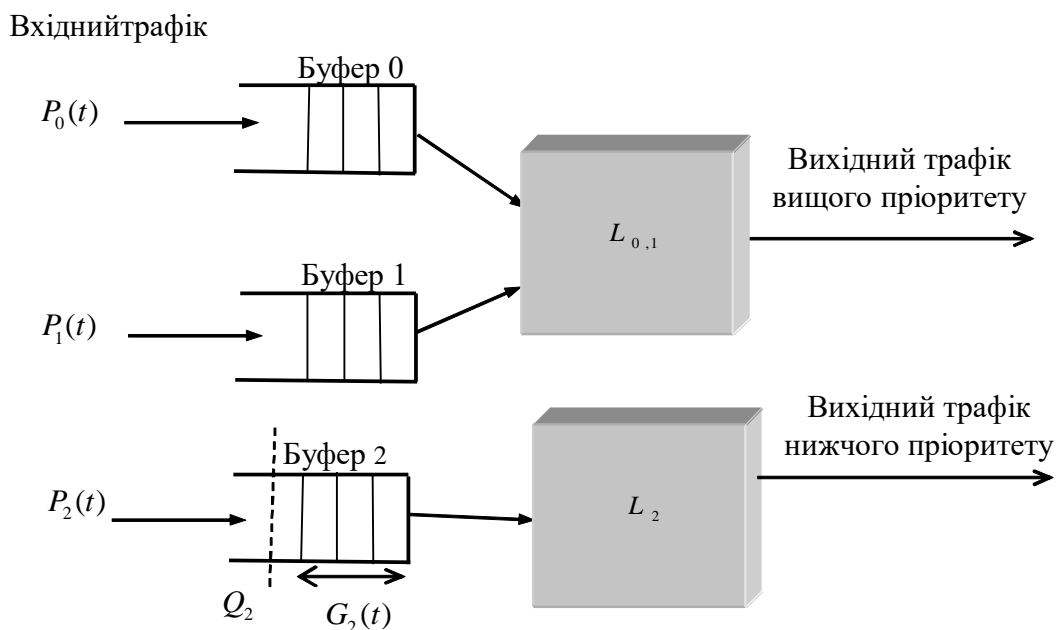 Вхіднийтрафік
Буфер 0
P₀(t)
Вихідний трафік
вищого пріоритету
L₀,₁
Буфер 1
P₁(t)
Вихідний трафік
нижчого пріоритету
Буфер 2
P₂(t)
L₂
Q₂
G₂(t)